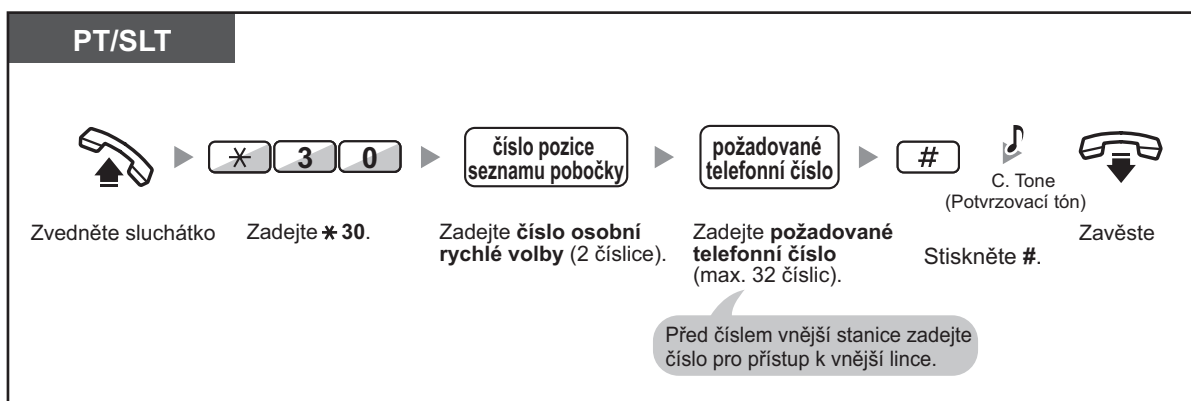 PT/SLT
* 3 0
číslo pozice
seznamu pobočky
požadované
telefonní číslo
#
C. Tone
(Potvrzovací tón)
Zvedněte sluchátko
Zadejte * 30.
Zadejte číslo osobní
rychlé volby (2 číslice).
Zadejte požadované
telefonní číslo
(max. 32 číslic).
Stiskněte #.
Zavěste
Před číslem vnější stanice zadejte
číslo pro přístup k vnější lince.